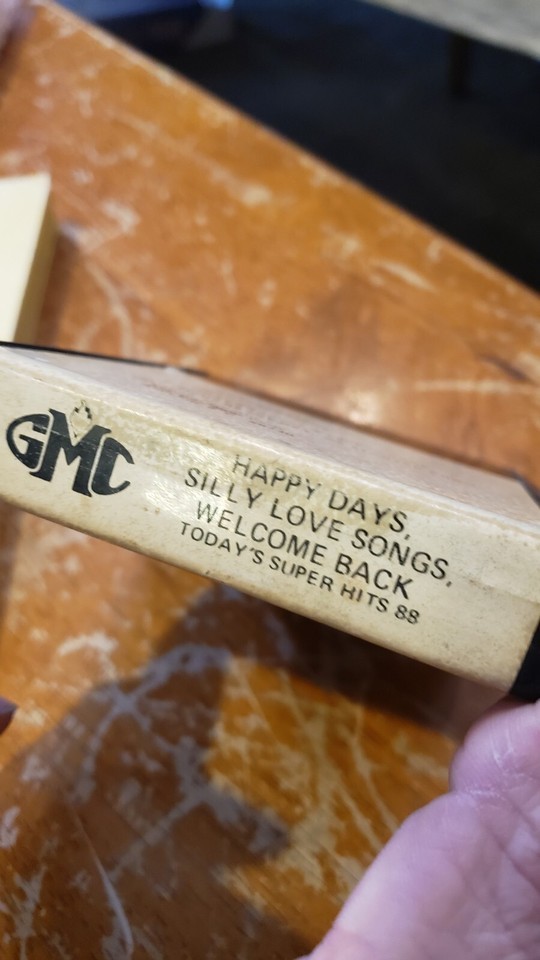 GMC
HAPPY DAYS,
SILLY LOVE SONGS,
WELCOME BACK
TODAY'S SUPER HITS 88